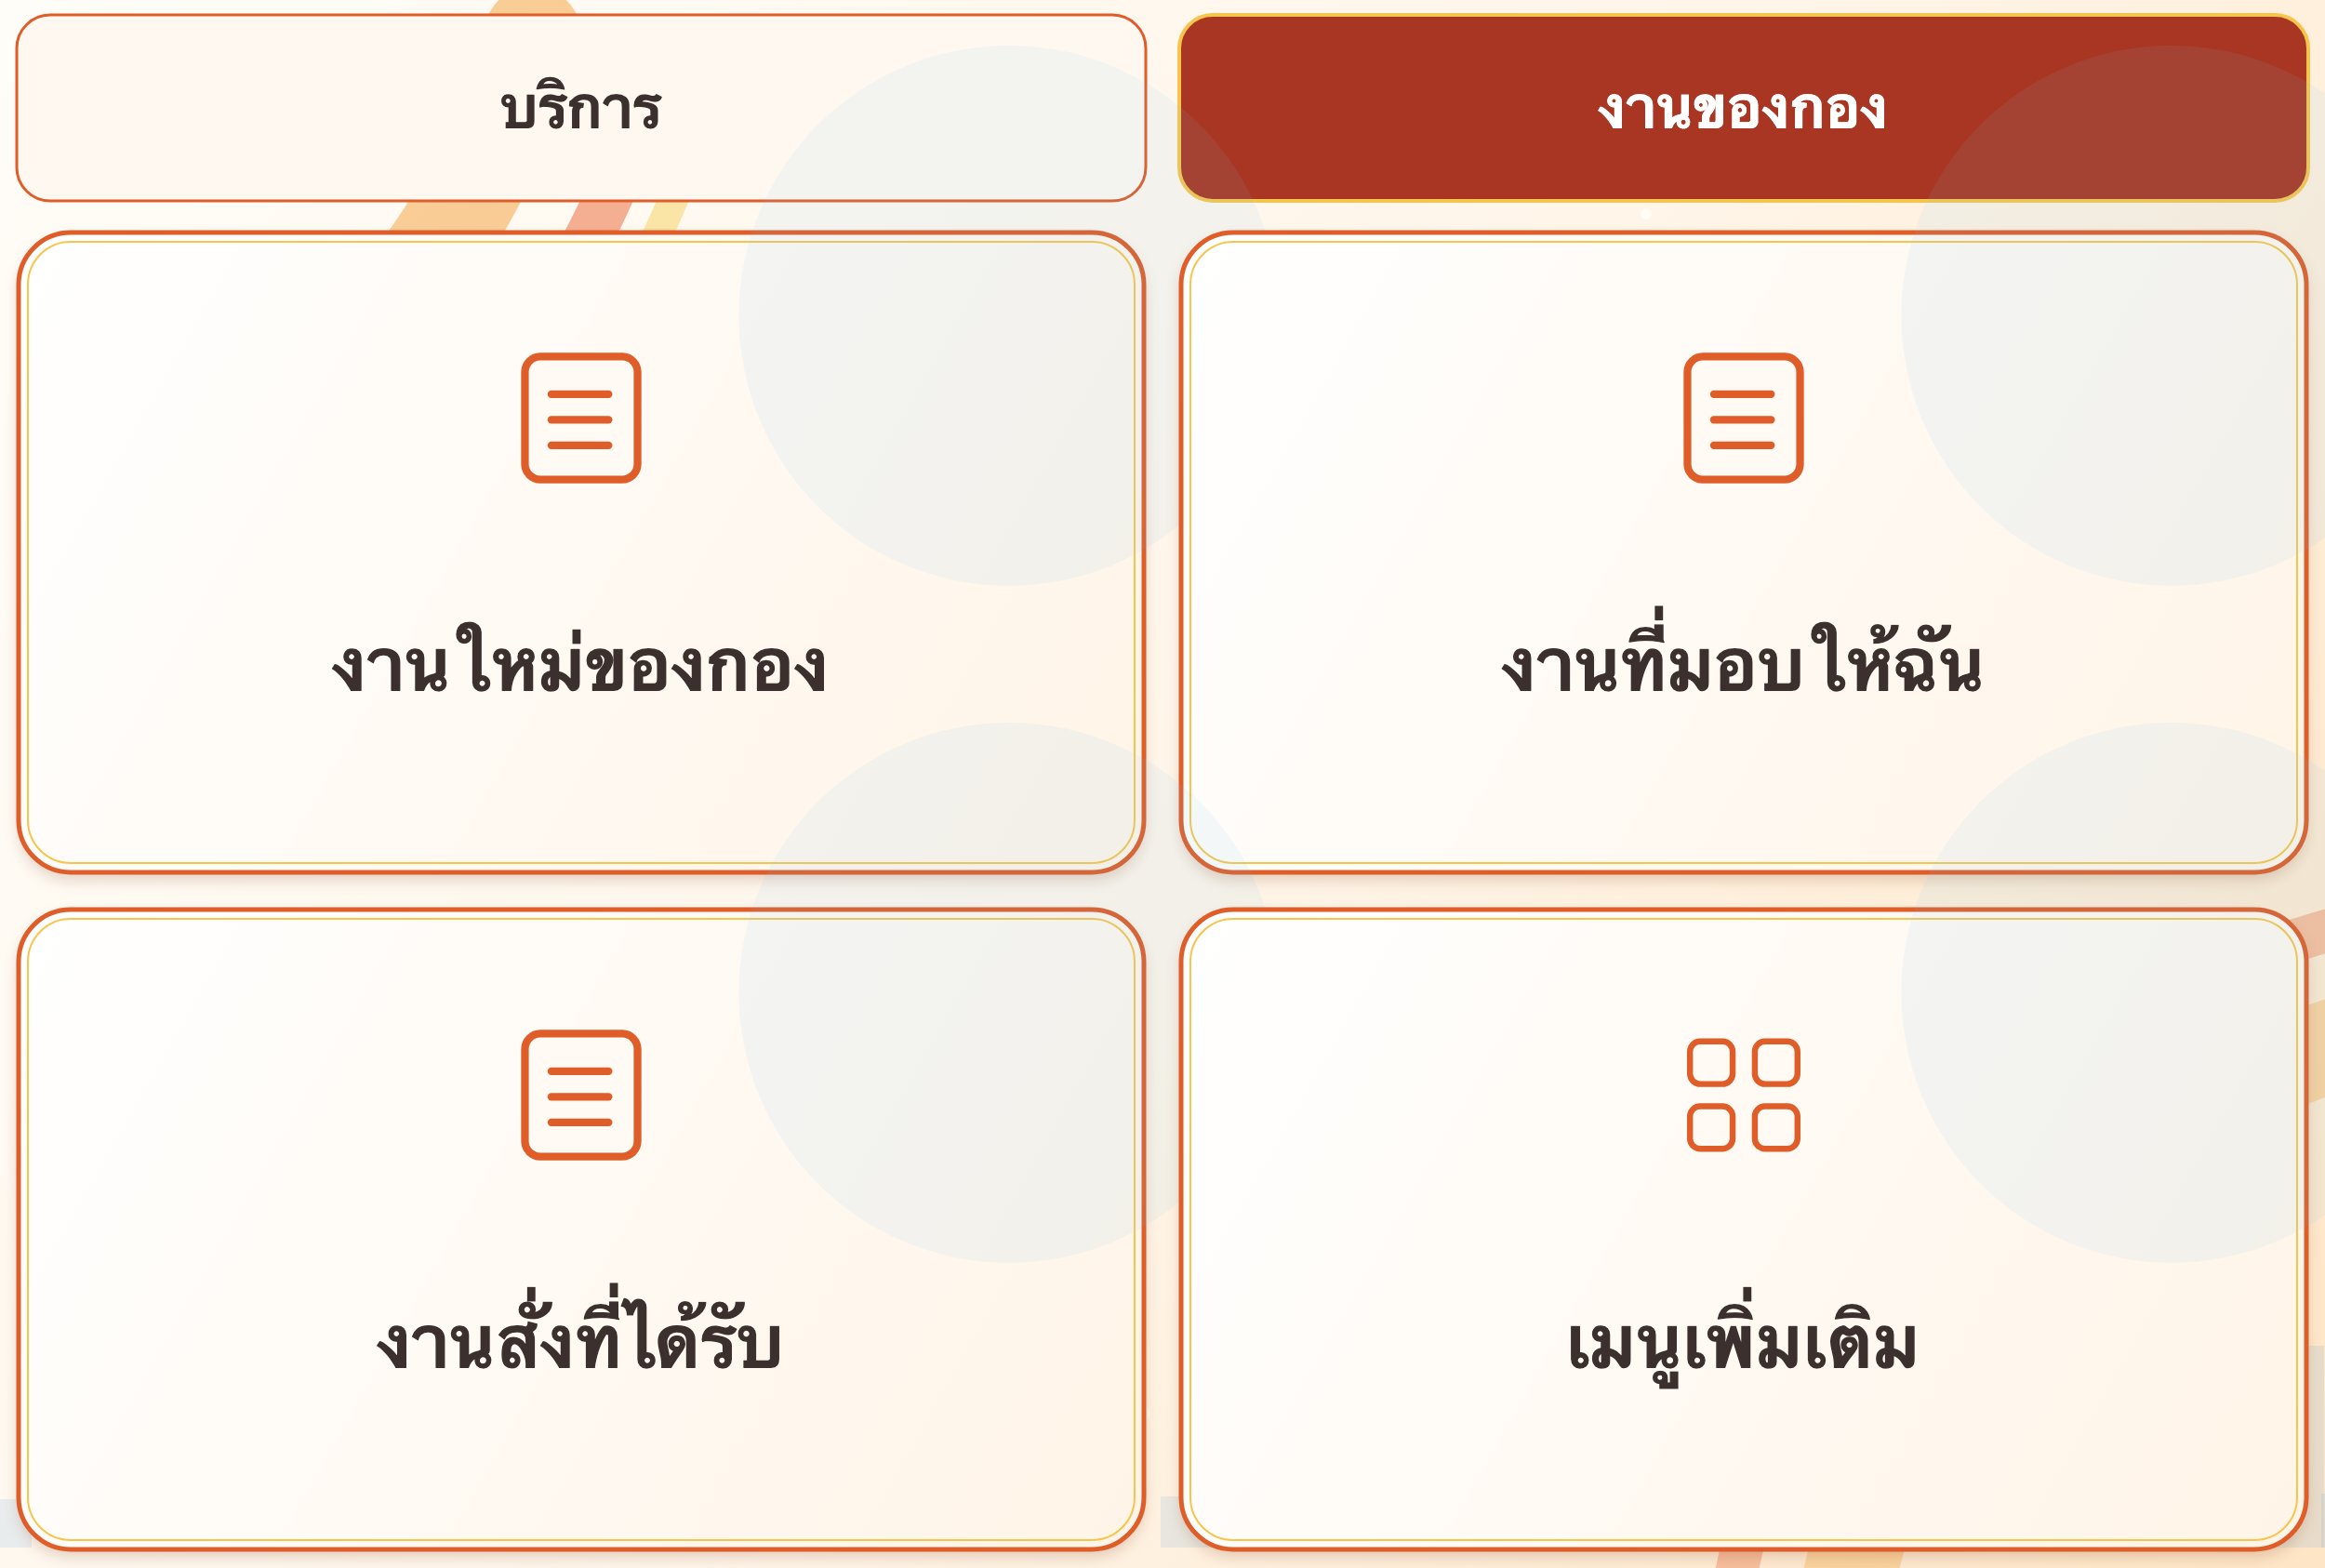 บริการ
งานของกอง
งานใหม่ของกอง
งานที่มอบให้ฉัน
งานสั่งที่ได้รับ
เมนูเพิ่มเติม